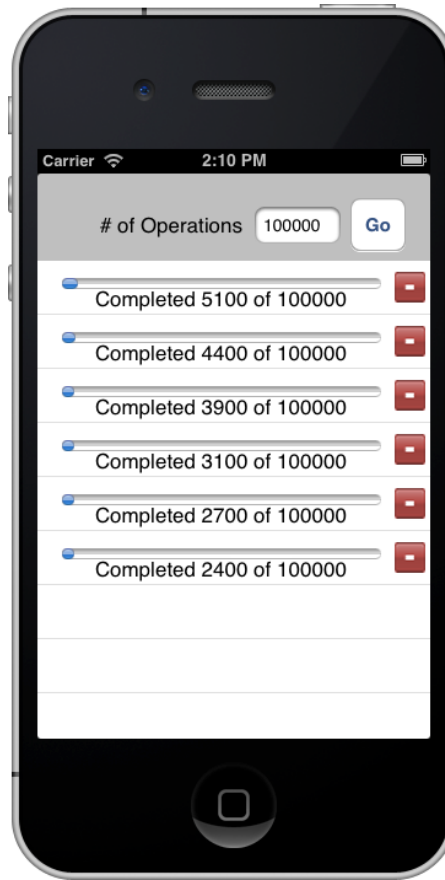 Carrier 2:10 PM
# of Operations 100000 Go
Completed 5100 of 100000
-
Completed 4400 of 100000
-
Completed 3900 of 100000
-
Completed 3100 of 100000
-
Completed 2700 of 100000
-
Completed 2400 of 100000
-